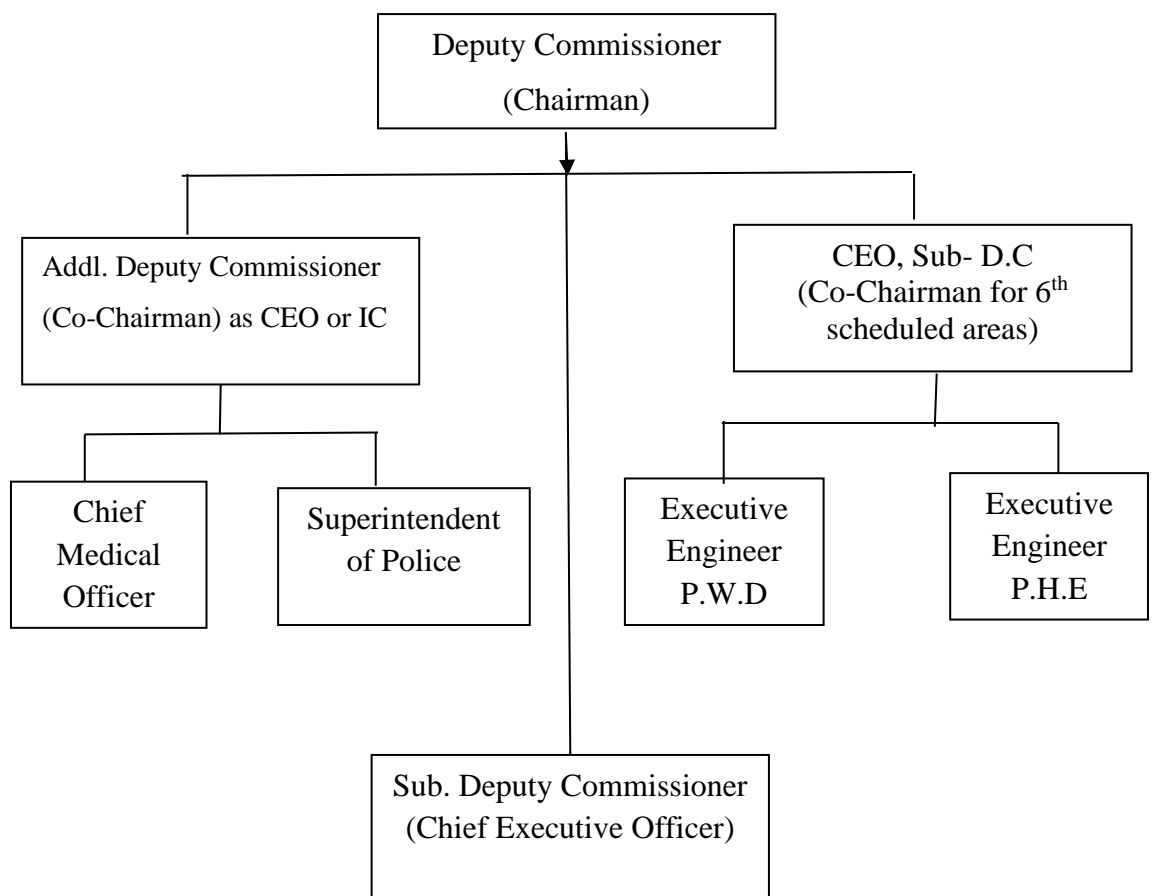 Deputy Commissioner
(Chairman)
Addl. Deputy Commissioner
(Co-Chairman) as CEO or IC
CEO, Sub- D.C
(Co-Chairman for 6th
scheduled areas)
Chief
Medical
Officer
Superintendent
of Police
Executive
Engineer
P.W.D
Executive
Engineer
P.H.E
Sub. Deputy Commissioner
(Chief Executive Officer)